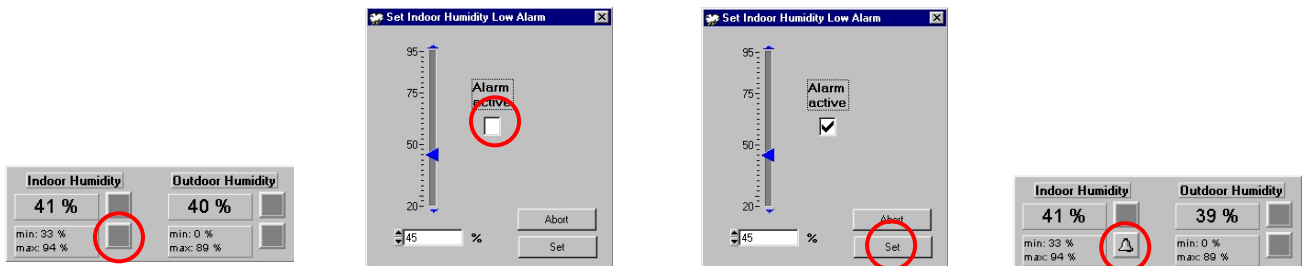 Indoor Humidity
Outdoor Humidity
41 %
40 %
min: 33 %
max: 94 %
min: 0 %
max: 89 %
Set Indoor Humidity Low Alarm
95
75
50
20
Alarm
active
Abort
45
%
Set
Set Indoor Humidity Low Alarm
95
75
50
20
Alarm
active
Abort
45
%
Set
Indoor Humidity
Outdoor Humidity
41 %
39 %
min: 33 %
max: 94 %
min: 0 %
max: 89 %